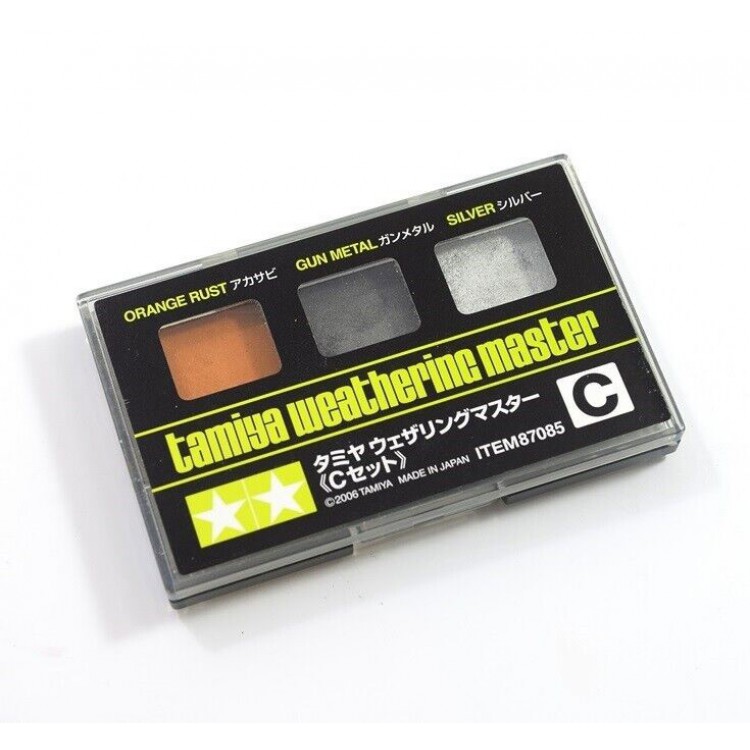 ORANGE RUST アカサビ
GUN METAL ガンメタル
SILVER シルバー
tamiya weathering master
タミヤ ウェザリングマスター
《Cセット》
C
©2006 TAMIYA MADE IN JAPAN ITEM87085